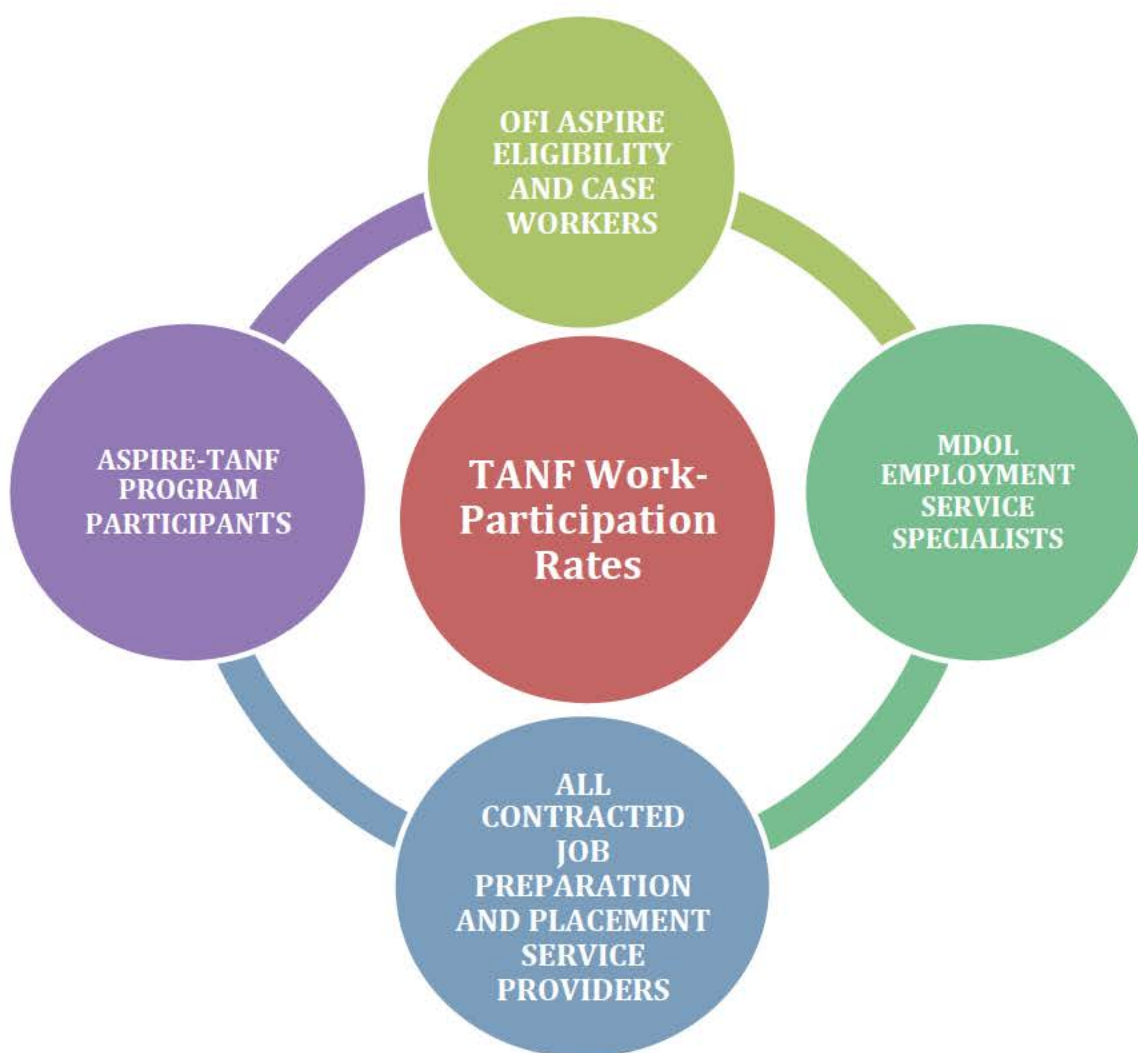 OFI ASPIRE
ELIGIBILITY
AND CASE
WORKERS
ASPIRE-TANF
PROGRAM
PARTICIPANTS
TANF Work-
Participation
Rates
MDOL
EMPLOYMENT
SERVICE
SPECIALISTS
ALL
CONTRACTED
JOB
PREPARATION
AND PLACEMENT
SERVICE
PROVIDERS